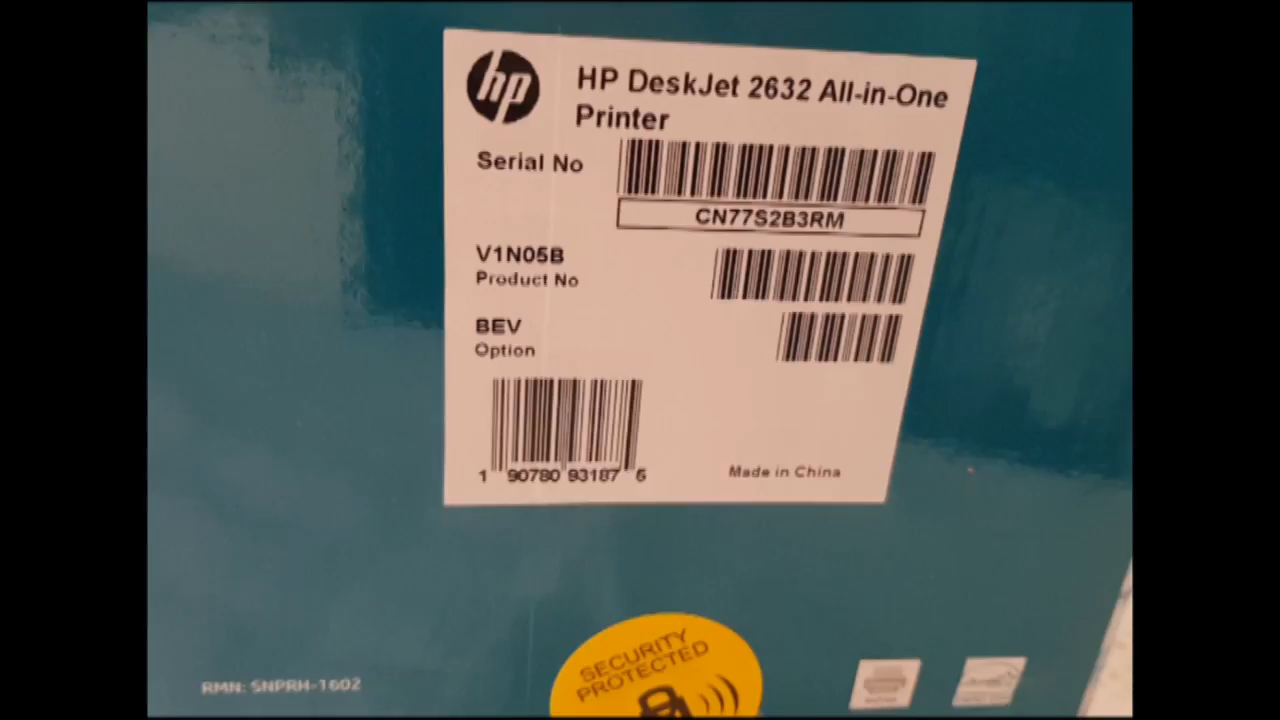 hp
HP DeskJet 2632 All-in-One
Printer
Serial No
CN77S2B3RM
V1N05B
Product No
BEV
Option
1 90780 93187 6
Made in China
SECURITY
PROTECTED
RMN: SNPRH-1602